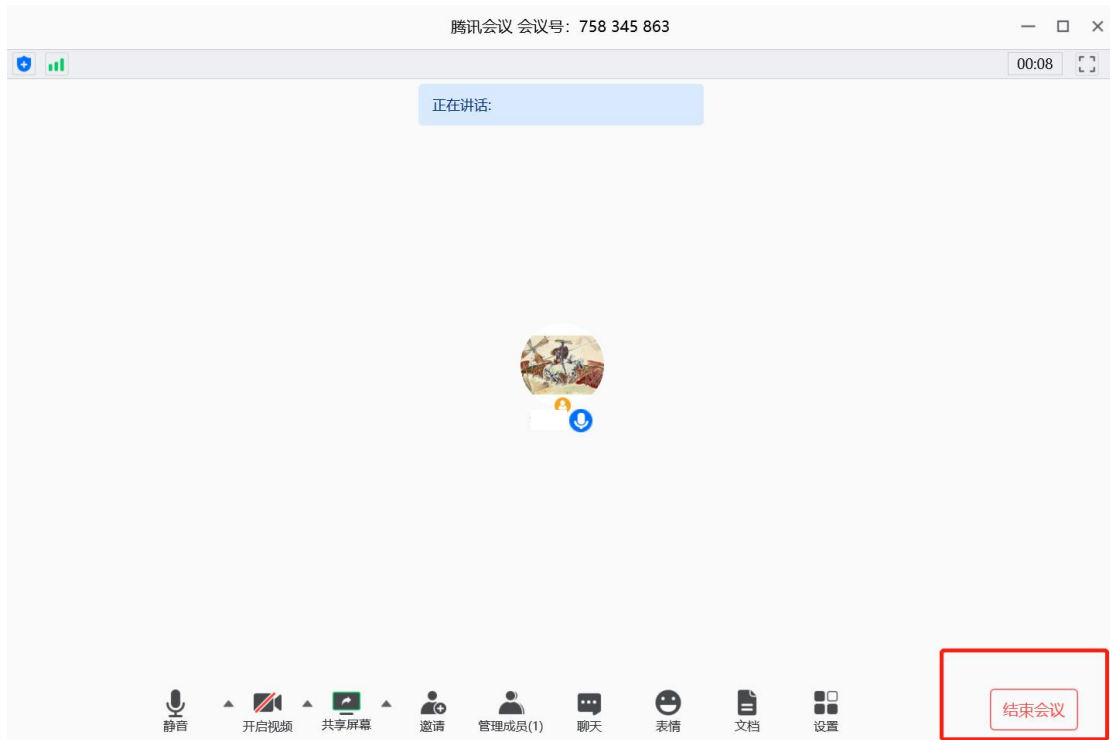 腾讯会议 会议号：758 345 863
00:08
正在讲话:
静音
开启视频
共享屏幕
邀请
管理成员(1)
聊天
表情
文档
设置
结束会议